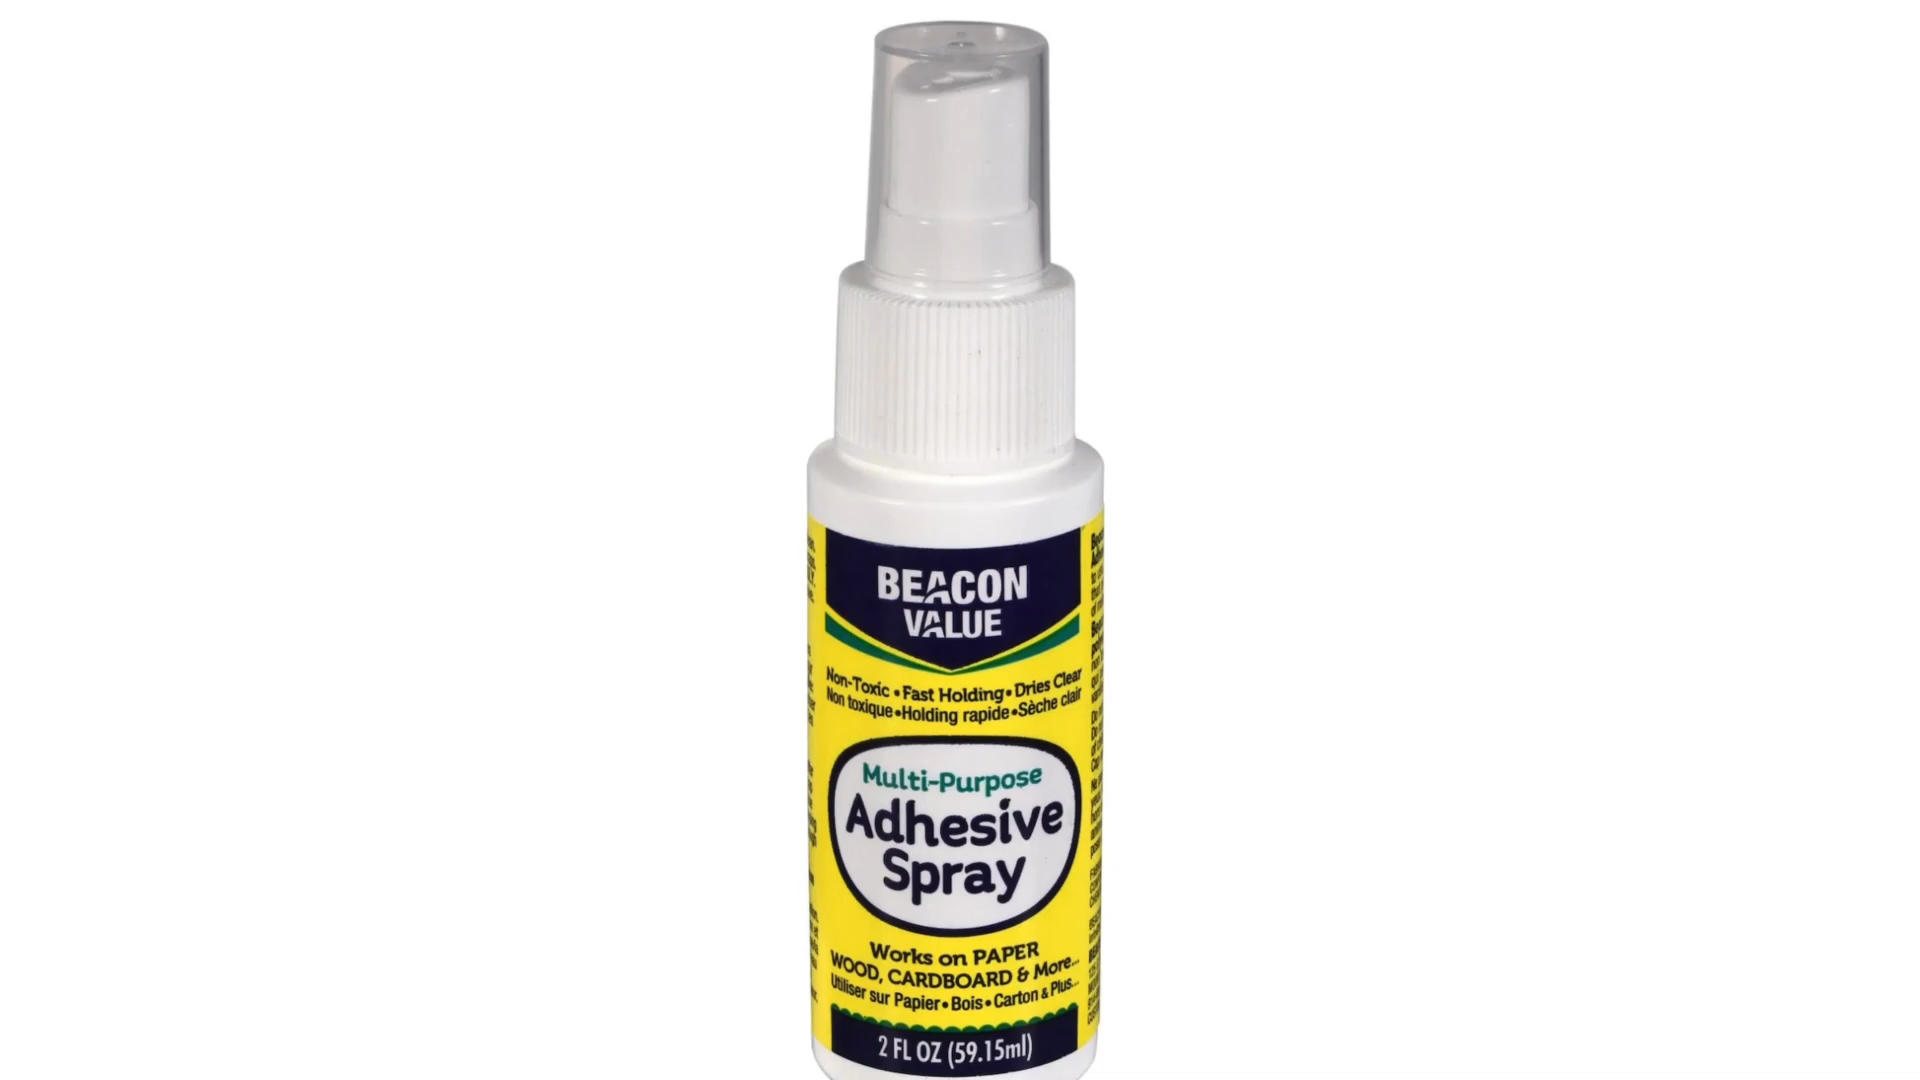 BEACON
VALUE
Non-Toxic • Fast Holding • Dries Clear
Non toxique • Holding rapide • Sèche clair
Multi-Purpose
Adhesive
Spray
Works on PAPER
WOOD, CARDBOARD & More...
Utiliser sur Papier • Bois • Carton & Plus...
2 FL OZ (59.15ml)